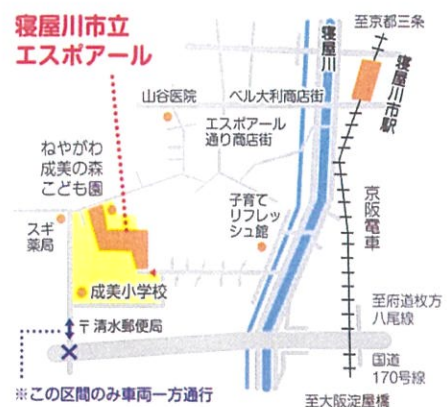 寝屋川市立
エスポアール
至京都三条
寝屋川
寝屋川市駅
山谷医院
ベル大利商店街
エスポアール
通り商店街
ねやがわ
成美の森
こども園
子育て
リフレッ
シュ館
京阪電車
スギ
薬局
成美小学校
〒清水郵便局
至府道枚方
八尾線
国道
170号線
※この区間のみ車両一方通行
至大阪淀屋橋